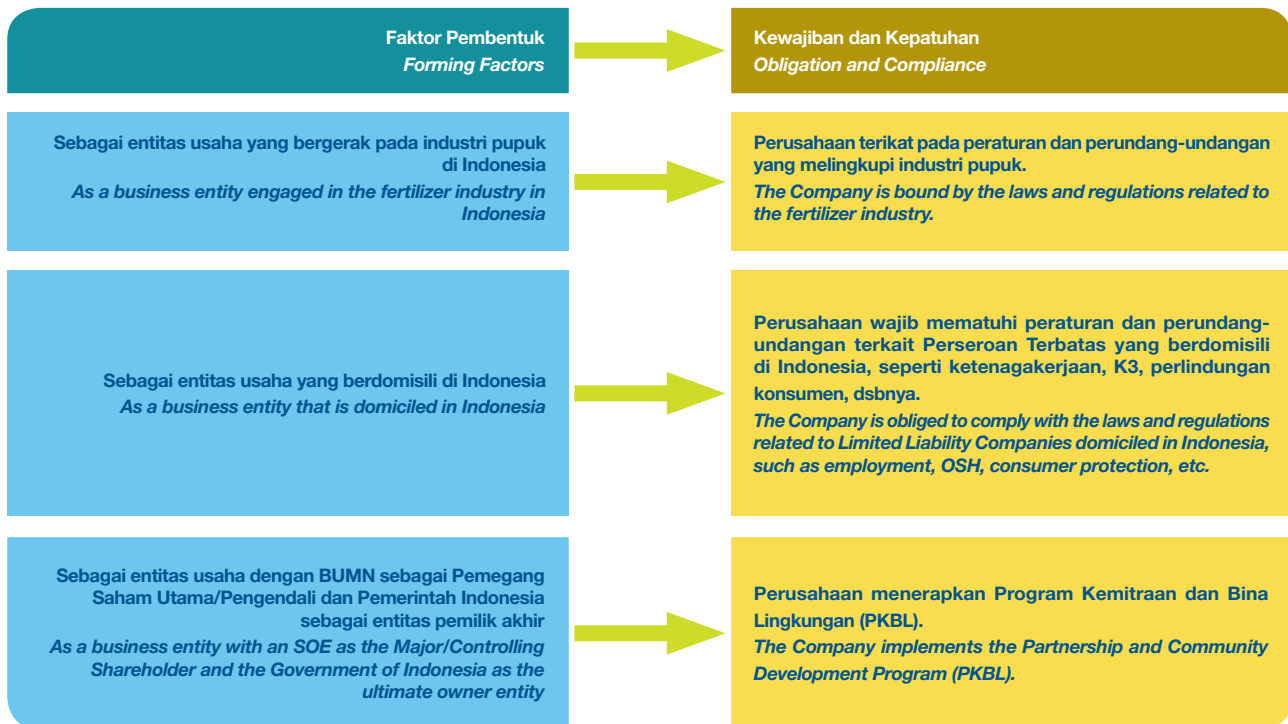 Faktor Pembentuk
Forming Factors
Kewajiban dan Kepatuhan
Obligation and Compliance
Sebagai entitas usaha yang bergerak pada industri pupuk
di Indonesia
As a business entity engaged in the fertilizer industry in
Indonesia
Perusahaan terikat pada peraturan dan perundang-undangan
yang melingkupi industri pupuk.
The Company is bound by the laws and regulations related to
the fertilizer industry.
Sebagai entitas usaha yang berdomisili di Indonesia
As a business entity that is domiciled in Indonesia
Perusahaan wajib mematuhi peraturan dan perundang-
undangan terkait Perseroan Terbatas yang berdomisili
di Indonesia, seperti ketenagakerjaan, K3, perlindungan
konsumen, dsbnya.
The Company is obliged to comply with the laws and regulations
related to Limited Liability Companies domiciled in Indonesia,
such as employment, OSH, consumer protection, etc.
Sebagai entitas usaha dengan BUMN sebagai Pemegang
Saham Utama/Pengendali dan Pemerintah Indonesia
sebagai entitas pemilik akhir
As a business entity with an SOE as the Major/Controlling
Shareholder and the Government of Indonesia as the
ultimate owner entity
Perusahaan menerapkan Program Kemitraan dan Bina
Lingkungan (PKBL).
The Company implements the Partnership and Community
Development Program (PKBL).